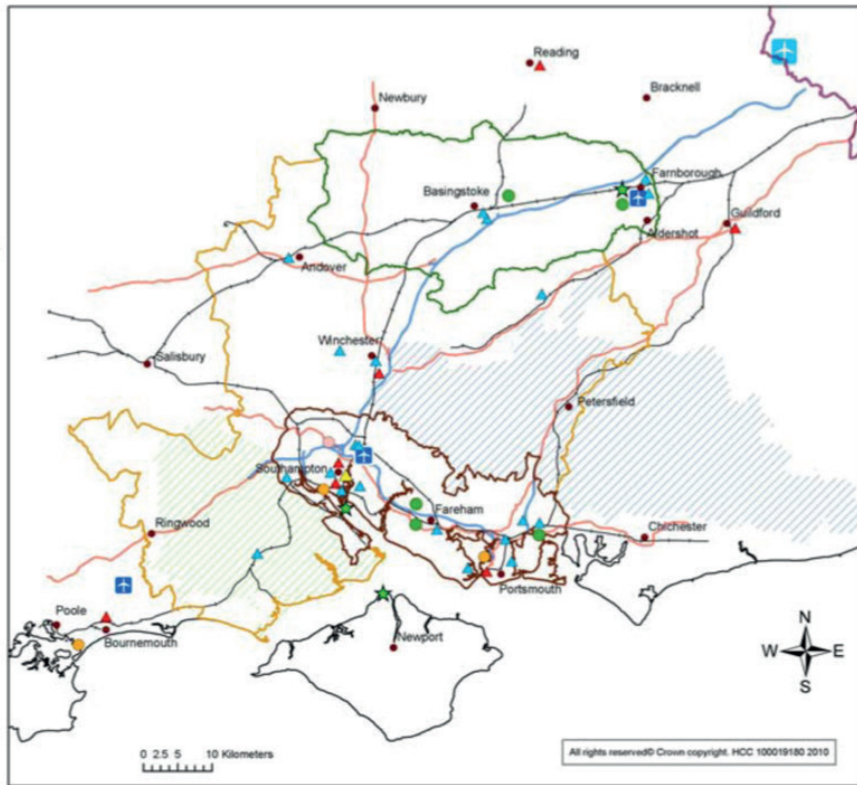 Reading
Bracknell
Newbury
Farnborough
Basingstoke
Guildford
Aldershot
Andover
Winchester
Salisbury
Petersfield
Southampton
Fareham
Ringwood
Chichester
Portsmouth
Poole
Bournemouth
Newport
N
W E
S
0 2.5 5 10 Kilometers
All rights reserved© Crown copyright. HCC 100019180 2010